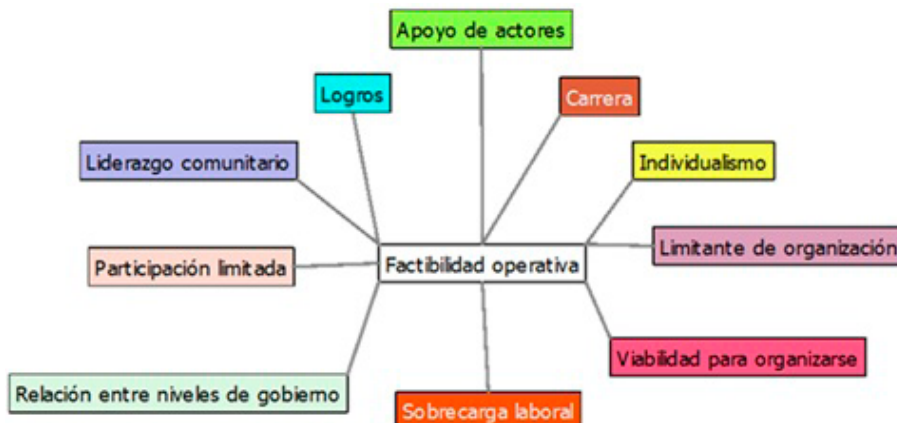 Apoyo de actores
Logros
Carrera
Liderazgo comunitario
Individualismo
Limitante de organización
Factibilidad operativa
Participación limitada
Viabilidad para organizarse
Relación entre niveles de gobierno
Sobrecarga laboral